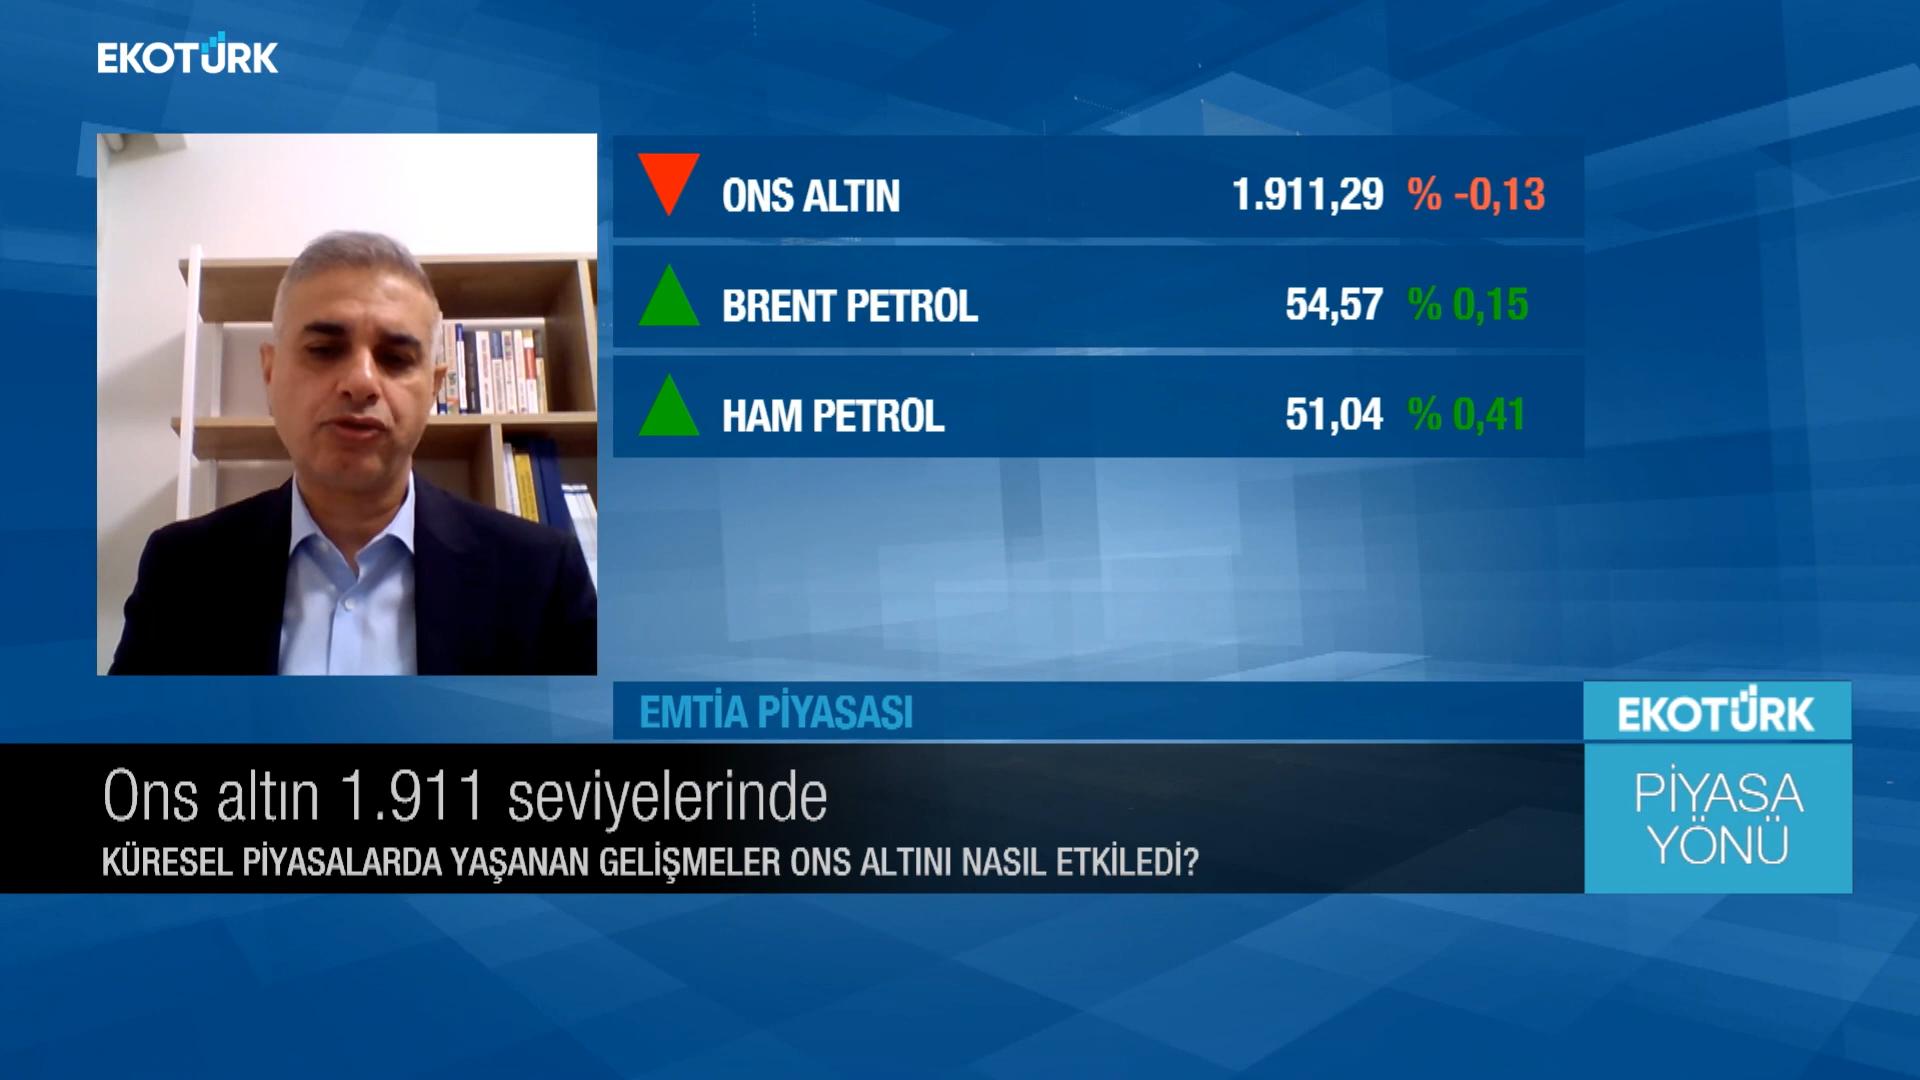 EKOTÜRK
ONS ALTIN 1.911,29 % -0,13
BRENT PETROL 54,57 % 0,15
HAM PETROL 51,04 % 0,41
EMTİA PİYASASI
EKOTÜRK
Ons altın 1.911 seviyelerinde
KÜRESEL PİYASALARDA YAŞANAN GELİŞMELER ONS ALTINI NASIL ETKİLEDİ?
PİYASA
YÖNÜ